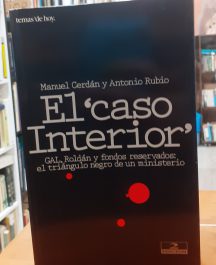 temas de hoy.
Manuel Cerdán y Antonio Rubio
El 'caso
Interior'
GAL, Roldán y fondos reservados:
el triángulo negro de un ministerio